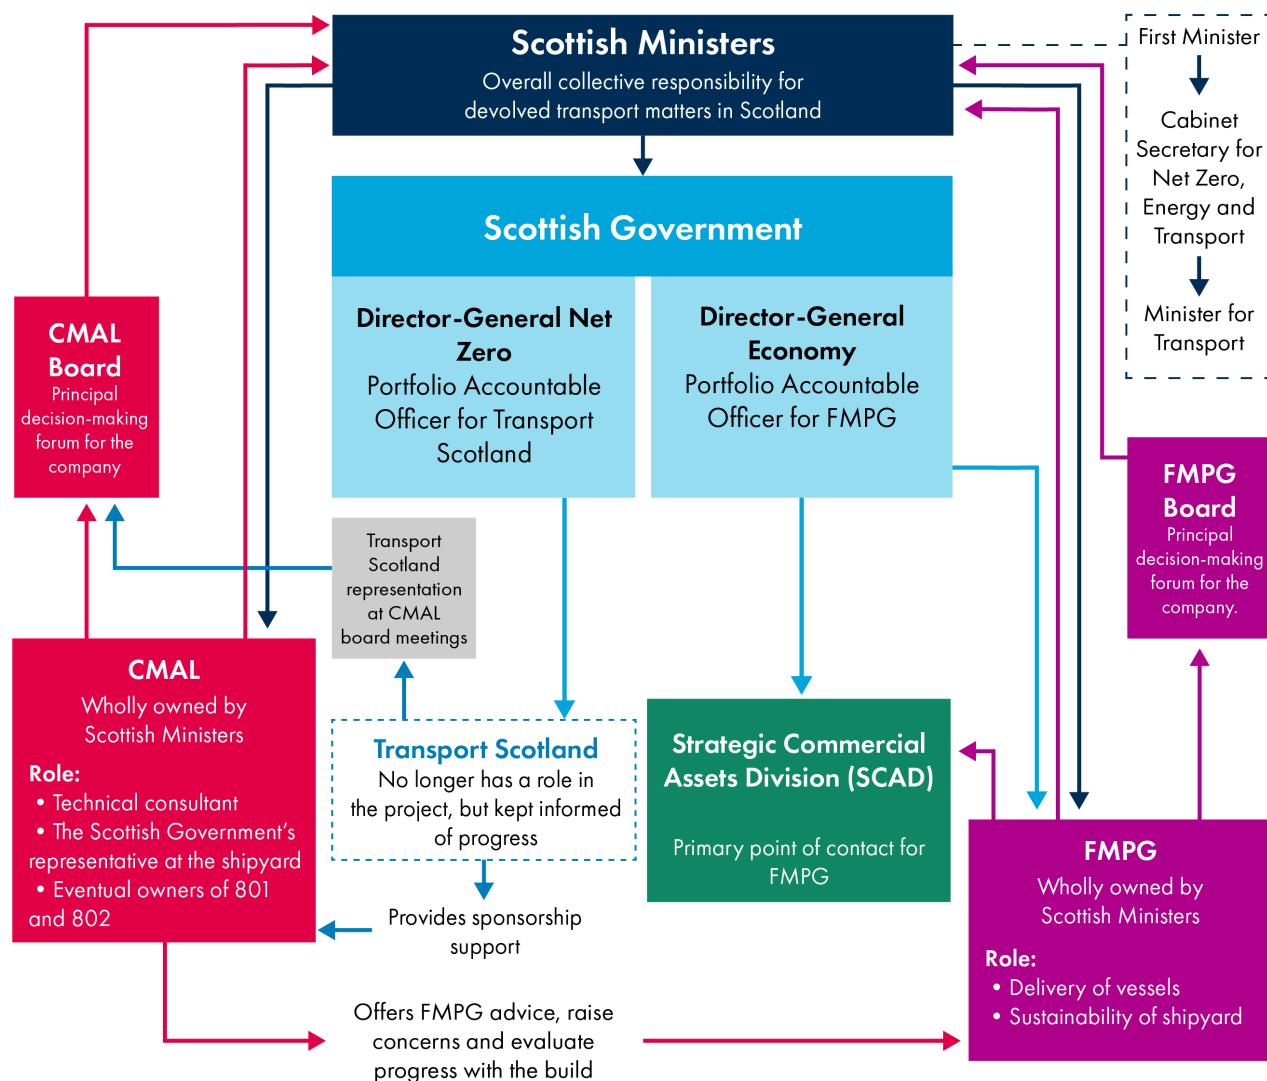 Scottish Ministers
Overall collective responsibility for
devolved transport matters in Scotland
First Minister
Cabinet
Secretary for
Net Zero,
Energy and
Transport
Minister for
Transport
Scottish Government
Director-General Net
Zero
Portfolio Accountable
Officer for Transport
Scotland
Director-General
Economy
Portfolio Accountable
Officer for FMPG
CMAL
Board
Principal
decision-making
forum for the
company
FMPG
Board
Principal
decision-making
forum for the
company.
Transport
Scotland
representation
at CMAL
board meetings
CMAL
Wholly owned by
Scottish Ministers
Role:
• Technical consultant
• The Scottish Government’s
representative at the shipyard
• Eventual owners of 801
and 802
Transport Scotland
No longer has a role in
the project, but kept informed
of progress
Strategic Commercial
Assets Division (SCAD)
Primary point of contact for
FMPG
FMPG
Wholly owned by
Scottish Ministers
Role:
• Delivery of vessels
• Sustainability of shipyard
Provides sponsorship
support
Offers FMPG advice, raise
concerns and evaluate
progress with the build